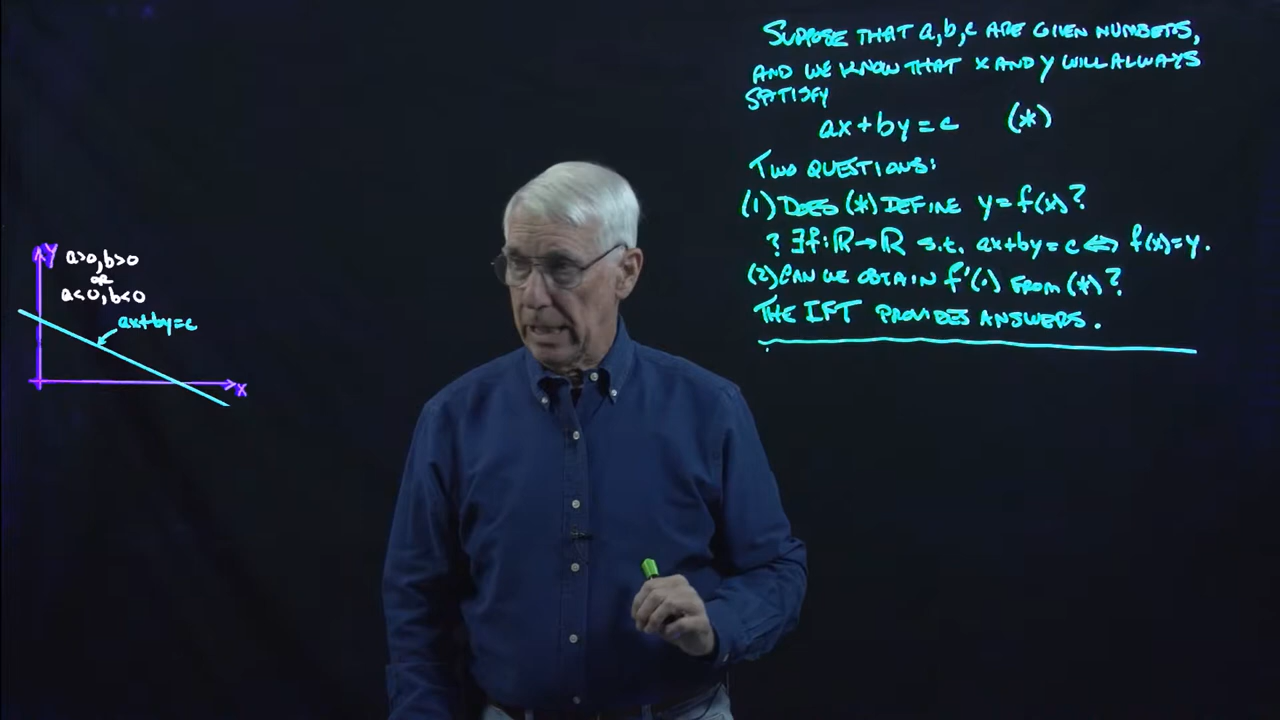 SUPPOSE THAT a,b,c ARE GIVEN NUMBERS,
AND WE KNOW THAT x AND y WILL ALWAYS
SATISFY
ax+by=c (*)
TWO QUESTIONS:
(1) DOES (*) DEFINE y=f(x)?
? ∃f:ℝ→ℝ s.t. ax+by=c ⇔ f(x)=y.
(2) CAN WE OBTAIN f'(·) FROM (*)?
THE IFT PROVIDES ANSWERS.
Y
a>0,b>0
OR
a<0,b<0
ax+by=c
X